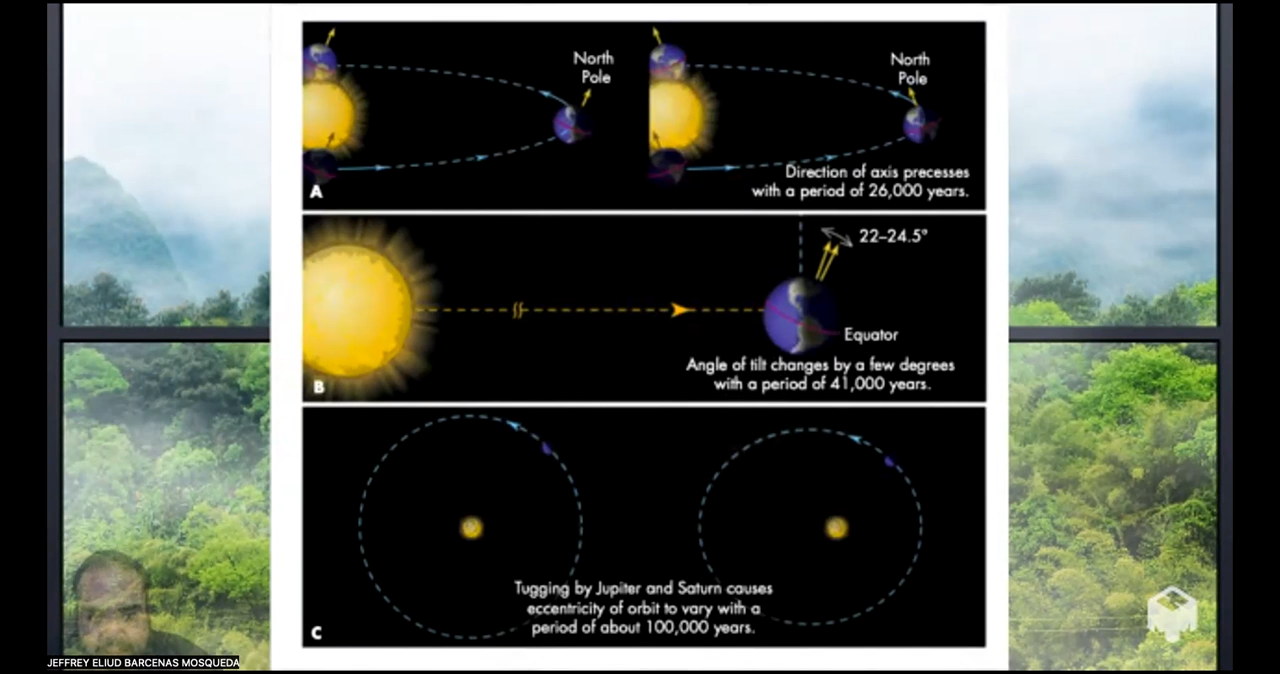 North
Pole
North
Pole
Direction of axis precesses
with a period of 26,000 years.
A
22–24.5°
Equator
Angle of tilt changes by a few degrees
with a period of 41,000 years.
B
Tugging by Jupiter and Saturn causes
eccentricity of orbit to vary with a
period of about 100,000 years.
C
JEFFREY ELIUD BARCENAS MOSQUEDA